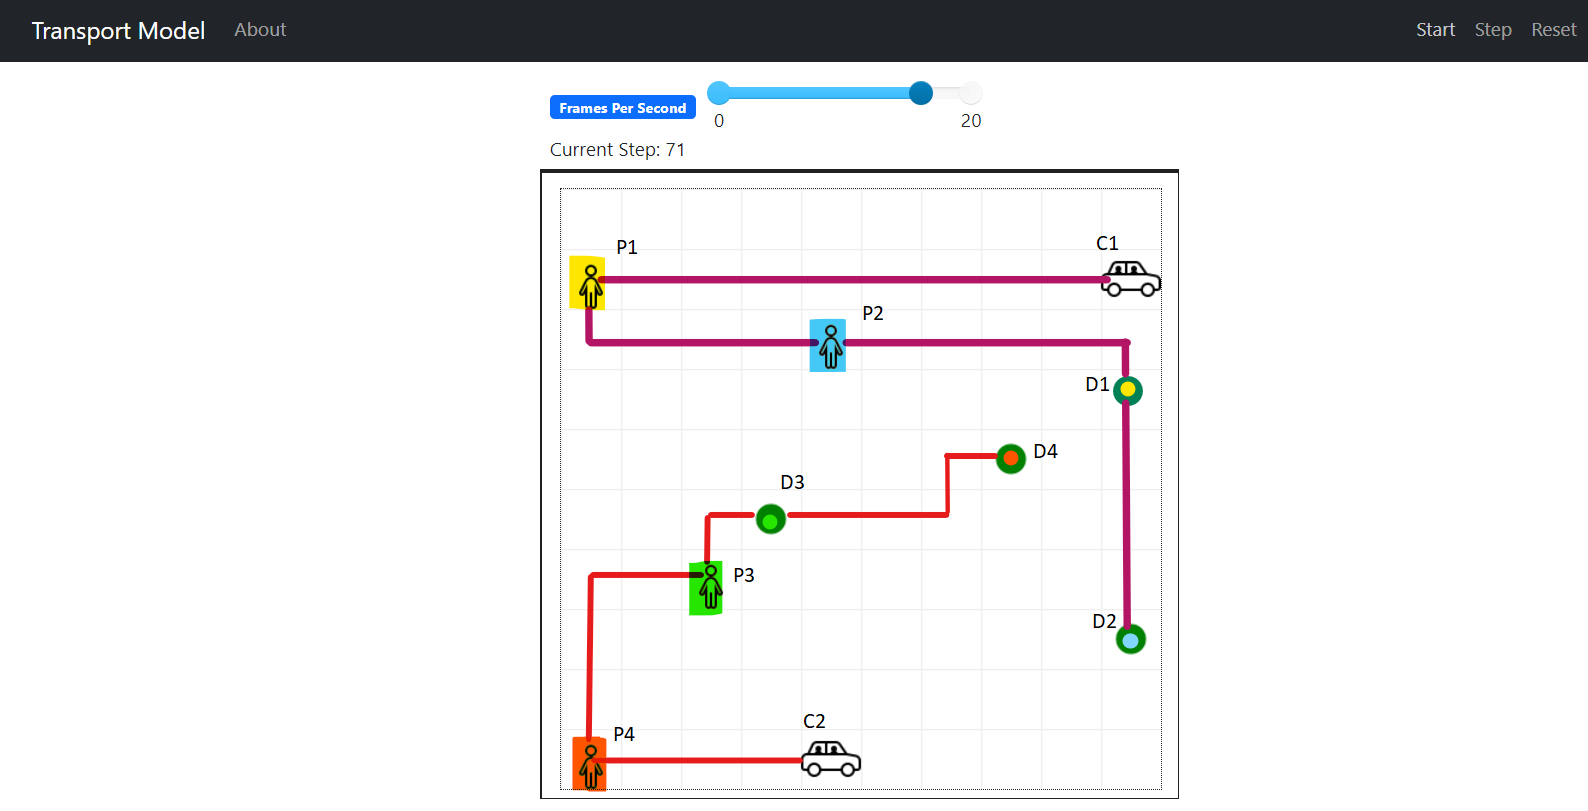 Transport Model About Start Step Reset
Frames Per Second
0 20
Current Step: 71
P1
C1
P2
D1
D4
D3
P3
D2
C2
P4